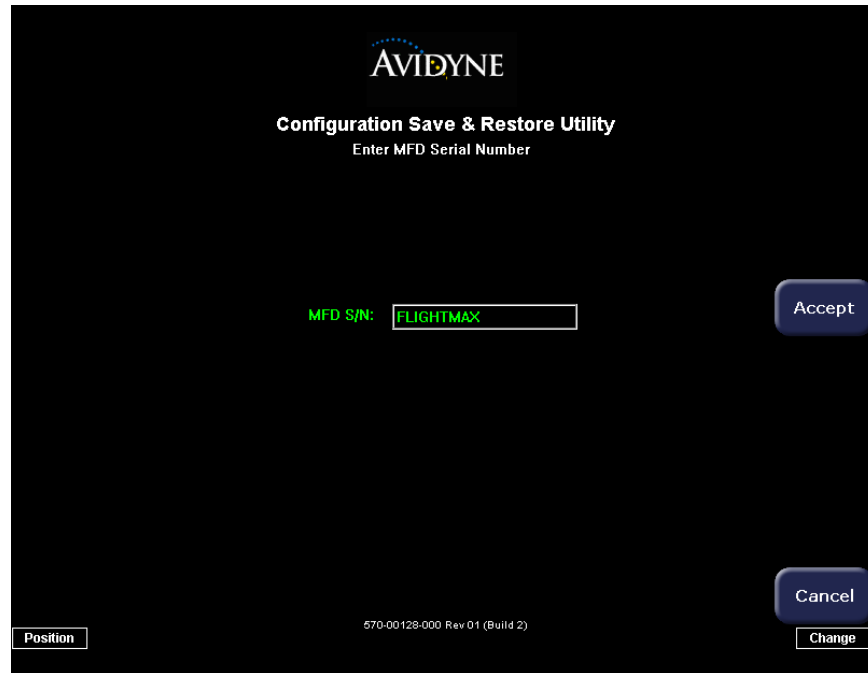 AVIDYNE
Configuration Save & Restore Utility
Enter MFD Serial Number
MFD S/N: FLIGHTMAX
Accept
Cancel
570-00128-000 Rev 01 (Build 2)
Position
Change